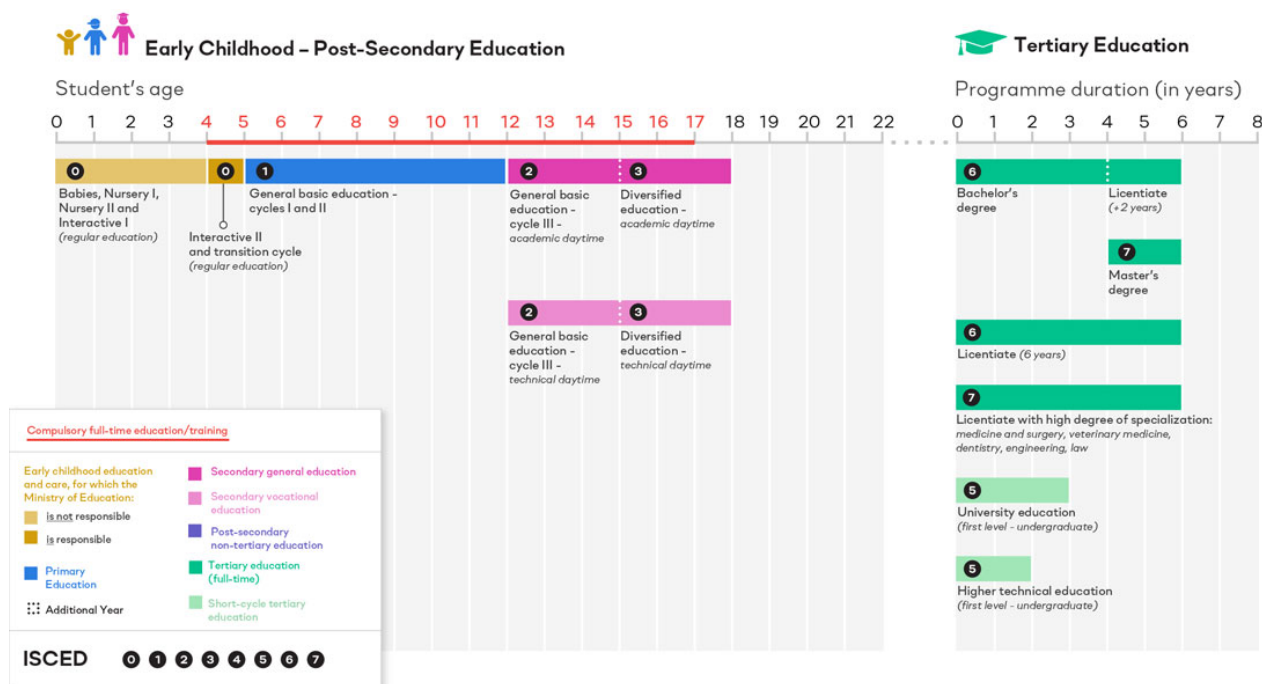 Early Childhood – Post-Secondary Education
Student's age
0 1 2 3 4 5 6 7 8 9 10 11 12 13 14 15 16 17 18 19 20 21 22
0
Babies, Nursery I,
Nursery II and
Interactive I
(regular education)
0
Interactive II
and transition cycle
(regular education)
1
General basic education -
cycles I and II
2
General basic
education -
cycle III -
academic daytime
3
Diversified
education -
academic daytime
2
General basic
education -
cycle III -
technical daytime
3
Diversified
education -
technical daytime
Tertiary Education
Programme duration (in years)
0 1 2 3 4 5 6 7 8
6
Bachelor's
degree
Licentiate
(+2 years)
7
Master's
degree
6
Licentiate (6 years)
7
Licentiate with high degree of specialization:
medicine and surgery, veterinary medicine,
dentistry, engineering, law
5
University education
(first level - undergraduate)
5
Higher technical education
(first level - undergraduate)
Compulsory full-time education/training
Early childhood education
and care, for which the
Ministry of Education:
is not responsible
is responsible
Primary
Education
Additional Year
Secondary general education
Secondary vocational
education
Post-secondary
non-tertiary education
Tertiary education
(full-time)
Short-cycle tertiary
education
ISCED 0 1 2 3 4 5 6 7